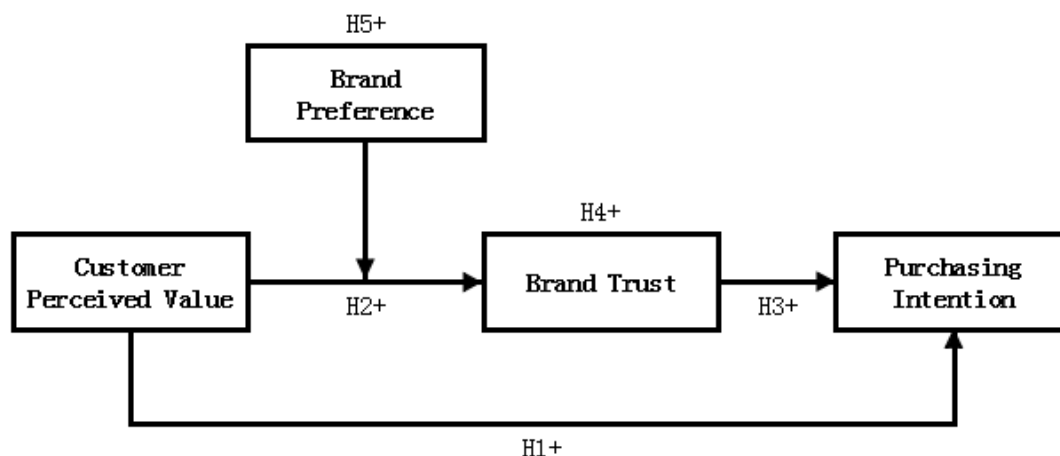 H5+
Brand
Preference
H4+
Customer
Perceived Value
H2+
Brand Trust
H3+
Purchasing
Intention
H1+